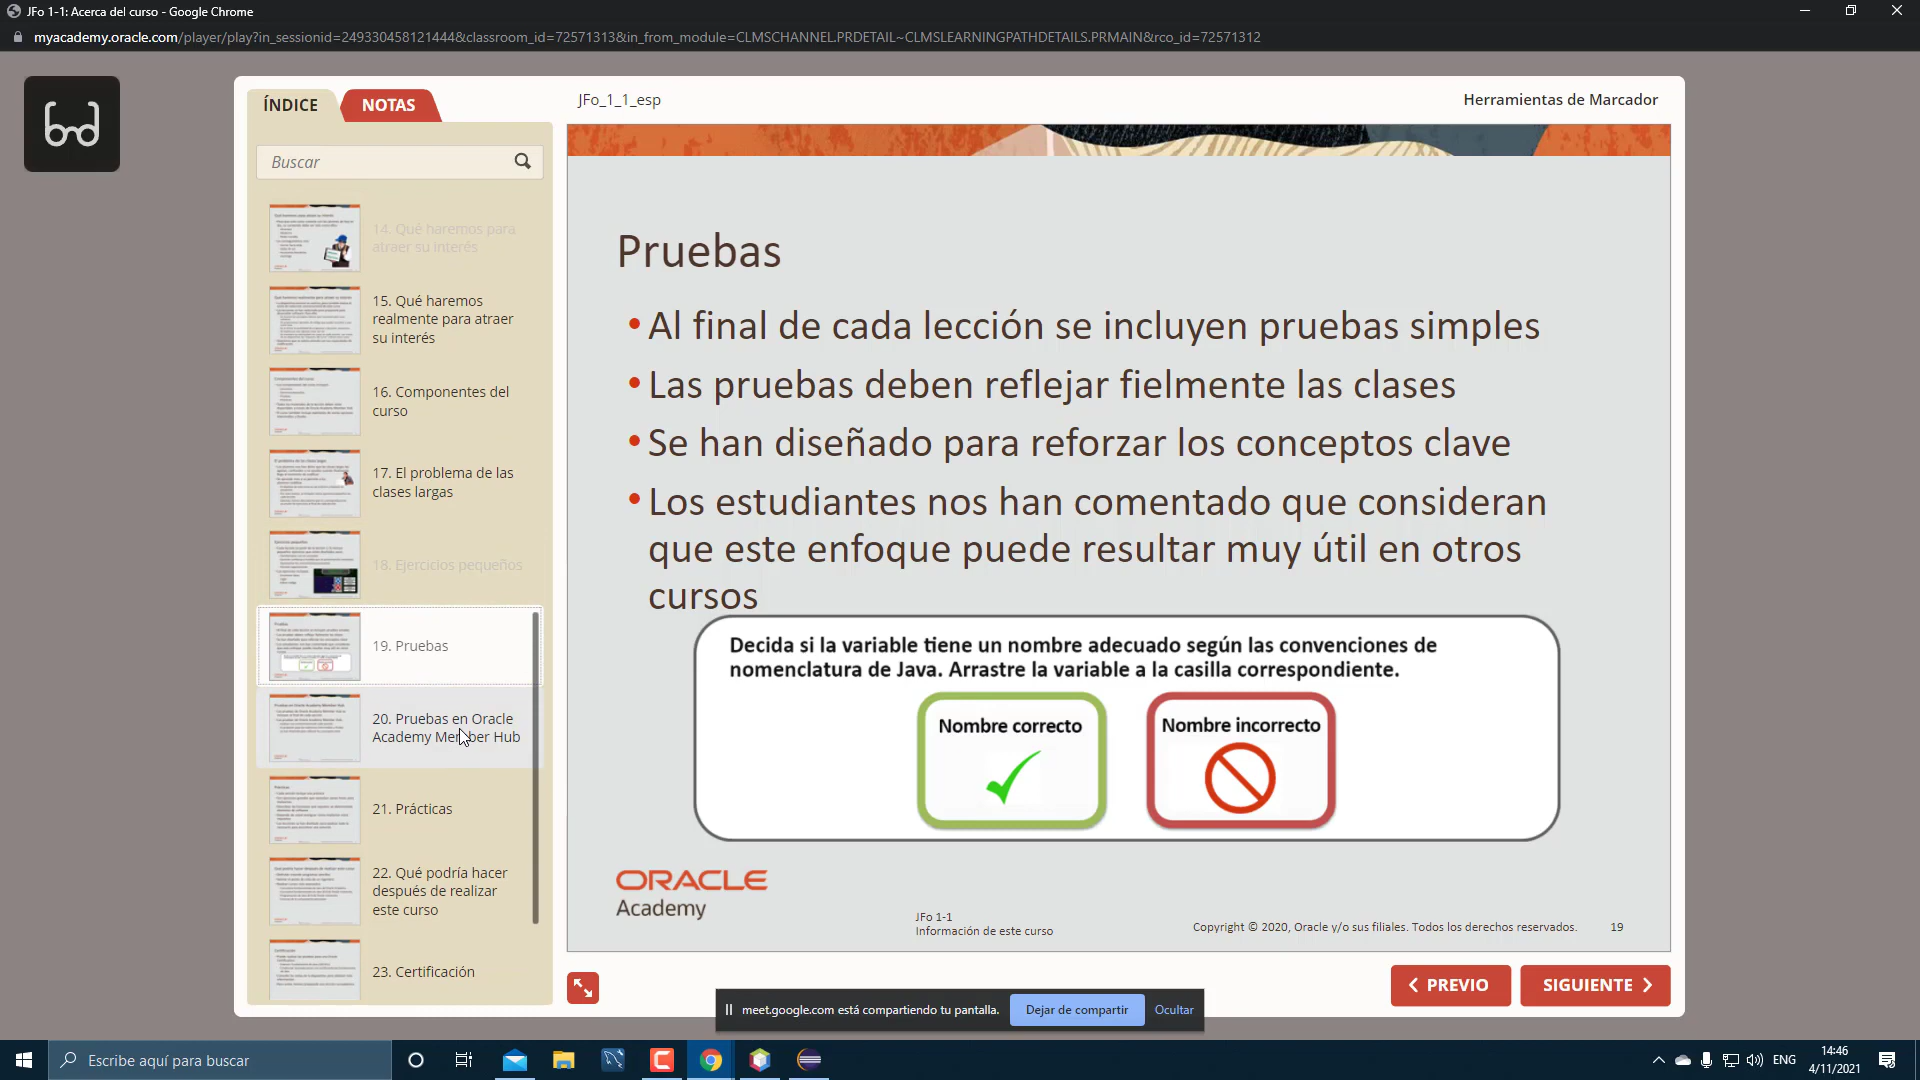 JFo 1-1: Acerca del curso - Google Chrome
myacademy.oracle.com/player/play?in_sessionid=249330458121444&classroom_id=72571313&in_from_module=CLMSCHANNEL.PRDETAIL~CLMSLEARNINGPATHDETAILS.PRMAIN&rco_id=72571312
ÍNDICE
NOTAS
JFo_1_1_esp
Herramientas de Marcador
Buscar
14. Qué haremos para
atraer su interés
15. Qué haremos
realmente para atraer
su interés
16. Componentes del
curso
17. El problema de las
clases largas
18. Ejercicios pequeños
19. Pruebas
20. Pruebas en Oracle
Academy Member Hub
21. Prácticas
22. Qué podría hacer
después de realizar
este curso
23. Certificación
Pruebas
• Al final de cada lección se incluyen pruebas simples
• Las pruebas deben reflejar fielmente las clases
• Se han diseñado para reforzar los conceptos clave
• Los estudiantes nos han comentado que consideran
que este enfoque puede resultar muy útil en otros
cursos
Decida si la variable tiene un nombre adecuado según las convenciones de
nomenclatura de Java. Arrastre la variable a la casilla correspondiente.
Nombre correcto
Nombre incorrecto
ORACLE
Academy
JFo 1-1
Información de este curso
Copyright © 2020, Oracle y/o sus filiales. Todos los derechos reservados.
19
PREVIO
SIGUIENTE
meet.google.com está compartiendo tu pantalla.
Dejar de compartir
Ocultar
Escribe aquí para buscar
ENG
14:46
4/11/2021